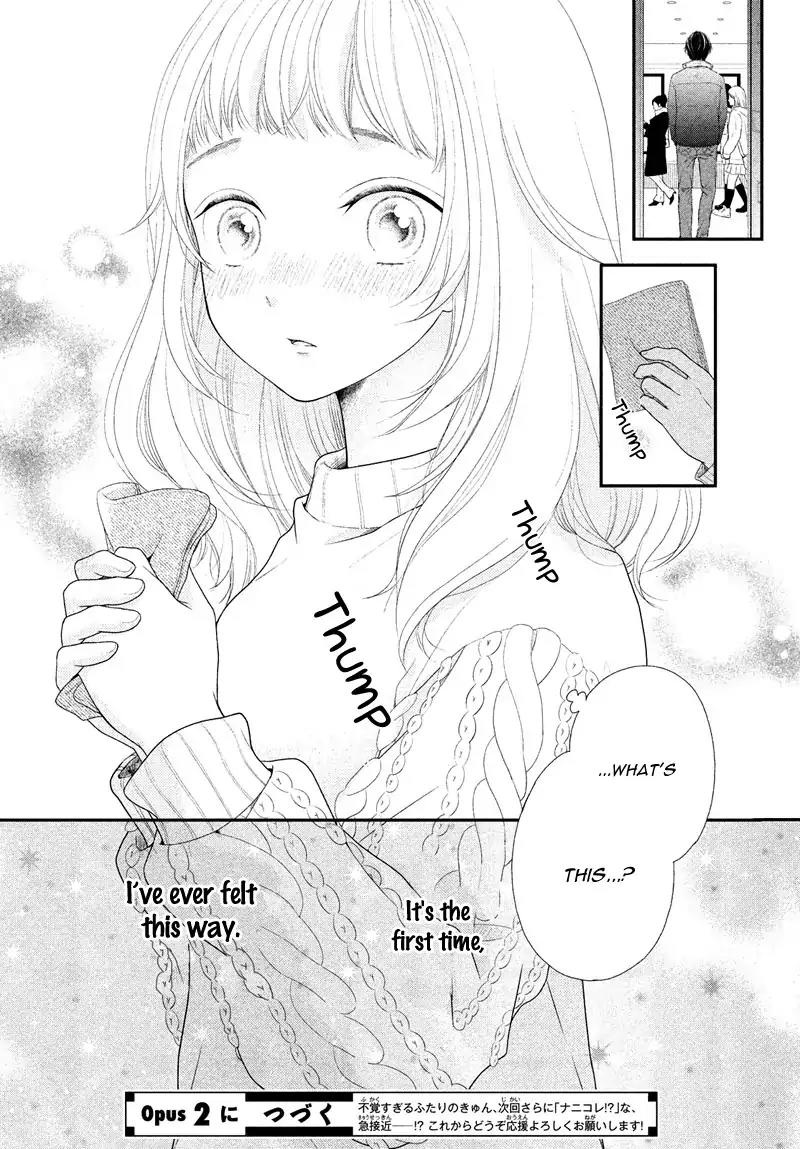 Thump
Thump
Thump
...WHAT'S
THIS...?
It's the
first time,
I've ever felt
this way.
Opus 2 に つづく
不覚すぎるふたりのきゅん、次回さらに「ナニコレ!?」な、
急接近――!? これからどうぞ応援よろしくお願いします!